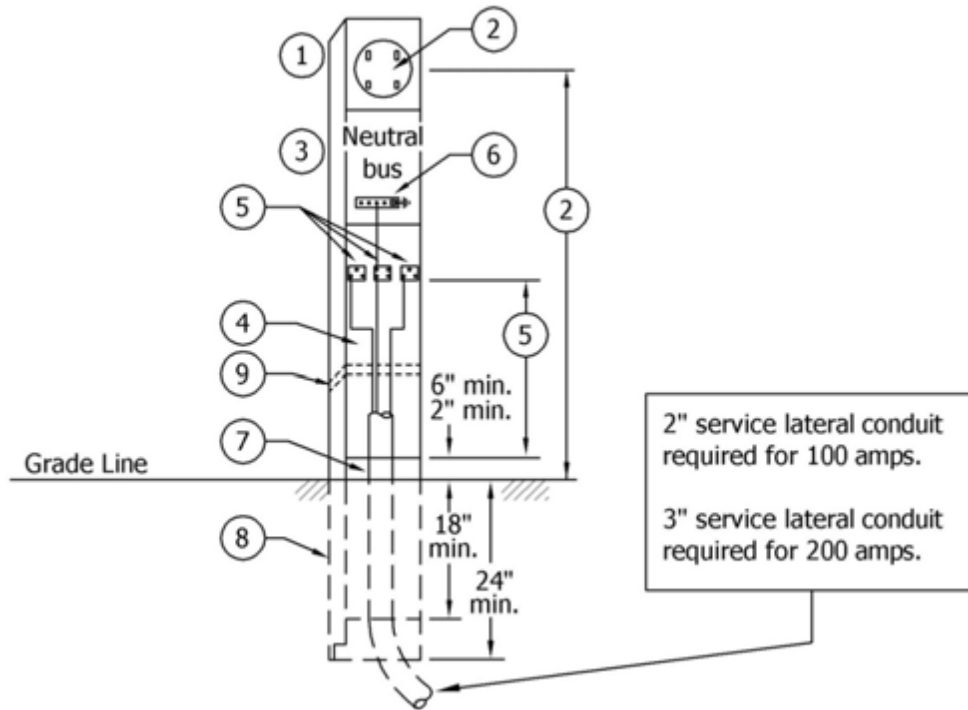 2
1
Neutral
bus
3
6
5
2
4
5
9
6" min.
2" min.
7
Grade Line
8
18"
min.
24"
min.
2" service lateral conduit
required for 100 amps.
3" service lateral conduit
required for 200 amps.